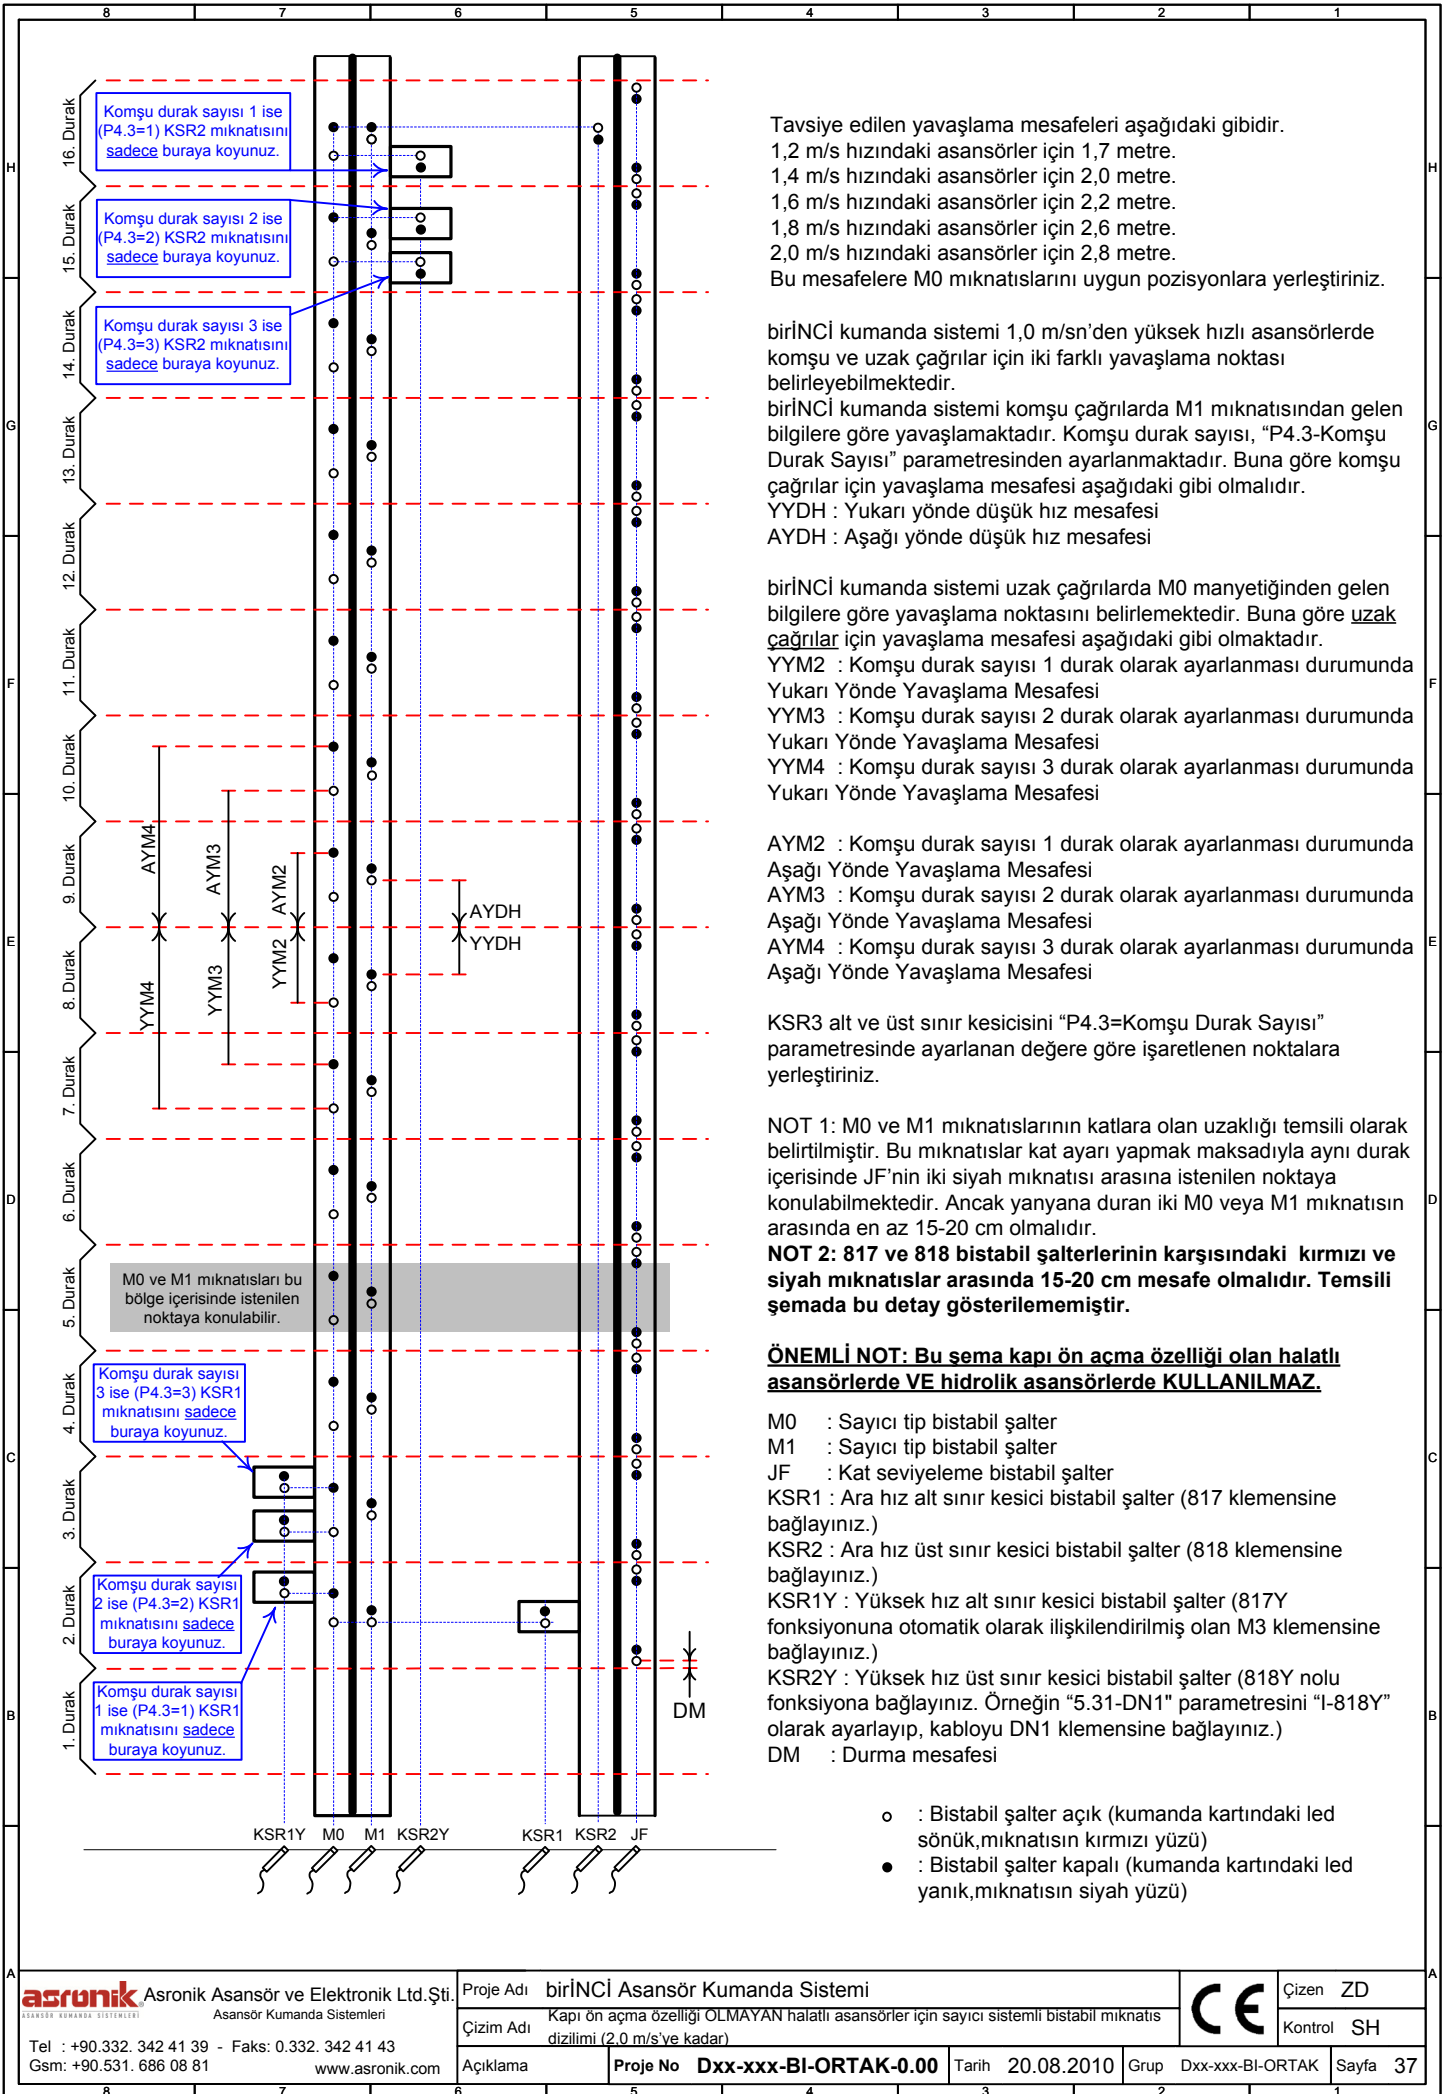 8 7 6 5 4 3 2 1
H
G
F
E
D
C
B
A
H
G
F
E
D
C
B
A
16. Durak
15. Durak
14. Durak
13. Durak
12. Durak
11. Durak
10. Durak
9. Durak
8. Durak
7. Durak
6. Durak
5. Durak
4. Durak
3. Durak
2. Durak
1. Durak
Komşu durak sayısı 1 ise
(P4.3=1) KSR2 mıknatısını
sadece buraya koyunuz.
Komşu durak sayısı 2 ise
(P4.3=2) KSR2 mıknatısını
sadece buraya koyunuz.
Komşu durak sayısı 3 ise
(P4.3=3) KSR2 mıknatısını
sadece buraya koyunuz.
AYM4
AYM3
AYM2
AYDH
YYDH
YYM2
YYM3
YYM4
M0 ve M1 mıknatısları bu
bölge içerisinde istenilen
noktaya konulabilir.
Komşu durak sayısı
3 ise (P4.3=3) KSR1
mıknatısını sadece
buraya koyunuz.
Komşu durak sayısı
2 ise (P4.3=2) KSR1
mıknatısını sadece
buraya koyunuz.
Komşu durak sayısı
1 ise (P4.3=1) KSR1
mıknatısını sadece
buraya koyunuz.
DM
KSR1Y M0 M1 KSR2Y KSR1 KSR2 JF
Tavsiye edilen yavaşlama mesafeleri aşağıdaki gibidir.
1,2 m/s hızındaki asansörler için 1,7 metre.
1,4 m/s hızındaki asansörler için 2,0 metre.
1,6 m/s hızındaki asansörler için 2,2 metre.
1,8 m/s hızındaki asansörler için 2,6 metre.
2,0 m/s hızındaki asansörler için 2,8 metre.
Bu mesafelere M0 mıknatıslarını uygun pozisyonlara yerleştiriniz.
birİNCİ kumanda sistemi 1,0 m/sn’den yüksek hızlı asansörlerde
komşu ve uzak çağrılar için iki farklı yavaşlama noktası
belirleyebilmektedir.
birİNCİ kumanda sistemi komşu çağrılarda M1 mıknatısından gelen
bilgilere göre yavaşlamaktadır. Komşu durak sayısı, “P4.3-Komşu
Durak Sayısı” parametresinden ayarlanmaktadır. Buna göre komşu
çağrılar için yavaşlama mesafesi aşağıdaki gibi olmalıdır.
YYDH : Yukarı yönde düşük hız mesafesi
AYDH : Aşağı yönde düşük hız mesafesi
birİNCİ kumanda sistemi uzak çağrılarda M0 manyetiğinden gelen
bilgilere göre yavaşlama noktasını belirlemektedir. Buna göre uzak
çağrılar için yavaşlama mesafesi aşağıdaki gibi olmaktadır.
YYM2 : Komşu durak sayısı 1 durak olarak ayarlanması durumunda
Yukarı Yönde Yavaşlama Mesafesi
YYM3 : Komşu durak sayısı 2 durak olarak ayarlanması durumunda
Yukarı Yönde Yavaşlama Mesafesi
YYM4 : Komşu durak sayısı 3 durak olarak ayarlanması durumunda
Yukarı Yönde Yavaşlama Mesafesi
AYM2 : Komşu durak sayısı 1 durak olarak ayarlanması durumunda
Aşağı Yönde Yavaşlama Mesafesi
AYM3 : Komşu durak sayısı 2 durak olarak ayarlanması durumunda
Aşağı Yönde Yavaşlama Mesafesi
AYM4 : Komşu durak sayısı 3 durak olarak ayarlanması durumunda
Aşağı Yönde Yavaşlama Mesafesi
KSR3 alt ve üst sınır kesicisini “P4.3=Komşu Durak Sayısı”
parametresinde ayarlanan değere göre işaretlenen noktalara
yerleştiriniz.
NOT 1: M0 ve M1 mıknatıslarının katlara olan uzaklığı temsili olarak
belirtilmiştir. Bu mıknatıslar kat ayarı yapmak maksadıyla aynı durak
içerisinde JF’nin iki siyah mıknatısı arasına istenilen noktaya
konulabilmektedir. Ancak yanyana duran iki M0 veya M1 mıknatısın
arasında en az 15-20 cm olmalıdır.
NOT 2: 817 ve 818 bistabil şalterlerinin karşısındaki kırmızı ve
siyah mıknatıslar arasında 15-20 cm mesafe olmalıdır. Temsili
şemada bu detay gösterilememiştir.
ÖNEMLİ NOT: Bu şema kapı ön açma özelliği olan halatlı
asansörlerde VE hidrolik asansörlerde KULLANILMAZ.
M0 : Sayıcı tip bistabil şalter
M1 : Sayıcı tip bistabil şalter
JF : Kat seviyeleme bistabil şalter
KSR1 : Ara hız alt sınır kesici bistabil şalter (817 klemensine
bağlayınız.)
KSR2 : Ara hız üst sınır kesici bistabil şalter (818 klemensine
bağlayınız.)
KSR1Y : Yüksek hız alt sınır kesici bistabil şalter (817Y
fonksiyonuna otomatik olarak ilişkilendirilmiş olan M3 klemensine
bağlayınız.)
KSR2Y : Yüksek hız üst sınır kesici bistabil şalter (818Y nolu
fonksiyona bağlayınız. Örneğin “5.31-DN1" parametresini “I-818Y”
olarak ayarlayıp, kabloyu DN1 klemensine bağlayınız.)
DM : Durma mesafesi
: Bistabil şalter açık (kumanda kartındaki led
sönük,mıknatısın kırmızı yüzü)
: Bistabil şalter kapalı (kumanda kartındaki led
yanık,mıknatısın siyah yüzü)
asronik Asronik Asansör ve Elektronik Ltd.Şti.
ASANSÖR KUMANDA SİSTEMLERİ
Asansör Kumanda Sistemleri
Tel : +90.332. 342 41 39 - Faks: 0.332. 342 41 43
Gsm: +90.531. 686 08 81 www.asronik.com
Proje Adı birİNCİ Asansör Kumanda Sistemi
Çizim Adı Kapı ön açma özelliği OLMAYAN halatlı asansörler için sayıcı sistemli bistabil mıknatıs
dizilimi (2,0 m/s'ye kadar)
Açıklama Proje No Dxx-xxx-BI-ORTAK-0.00 Tarih 20.08.2010 Grup Dxx-xxx-BI-ORTAK Sayfa 37
CE
Çizen ZD
Kontrol SH
8 7 6 5 4 3 2 1